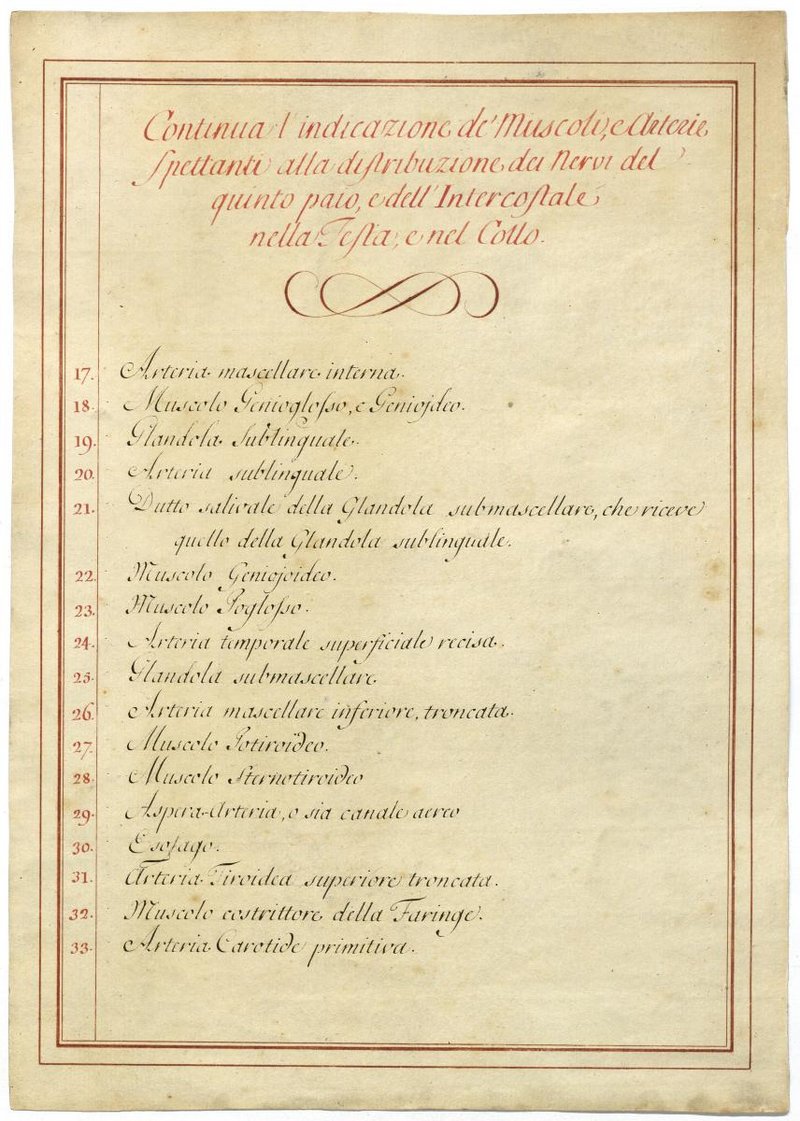 Continua l'indicazione de' Muscoli, e Arterie
Spettanti alla distribuzione dei Nervi del
quinto paio, e dell'Intercostale
nella Testa, e nel Collo.
17. Arteria mascellare interna.
18. Muscolo Genioglosso, e Geniojdeo.
19. Glandola Sublinguale.
20. Arteria sublinguale.
21. Dutto salivale della Glandola submascellare, che riceve
quello della Glandola sublinguale.
22. Muscolo Geniojoideo.
23. Muscolo Joglosso.
24. Arteria temporale superficiale recisa.
25. Glandola submascellare
26. Arteria mascellare inferiore, troncata.
27. Muscolo Jotiroideo.
28. Muscolo Sternotiroideo
29. Aspera-Arteria, o sia canale aereo
30. Esofago.
31. Arteria Tiroidea superiore troncata.
32. Muscolo costrittore della Faringe.
33. Arteria Carotide primitiva.